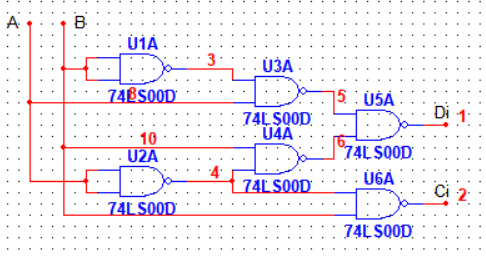 A B
U1A
3
U3A
8
74LS00D
5
U5A
Di 1
74LS00D
10
U4A
6
74LS00D
U2A
4
74LS00D
U6A
74LS00D
Ci 2
74LS00D